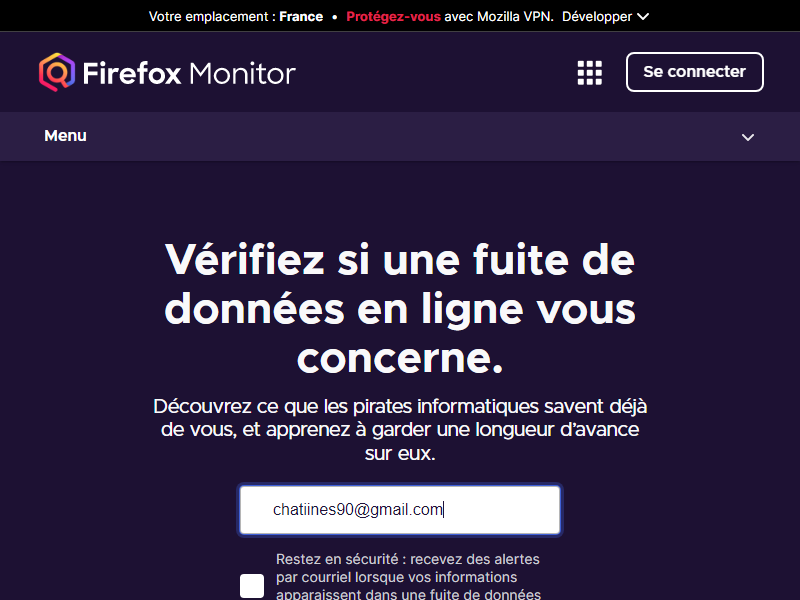 Votre emplacement : France • Protégez-vous avec Mozilla VPN. Développer
Firefox Monitor
Se connecter
Menu
Vérifiez si une fuite de
données en ligne vous
concerne.
Découvrez ce que les pirates informatiques savent déjà
de vous, et apprenez à garder une longueur d’avance
sur eux.
chatiines90@gmail.com
Restez en sécurité : recevez des alertes
par courriel lorsque vos informations
apparaissent dans une fuite de données